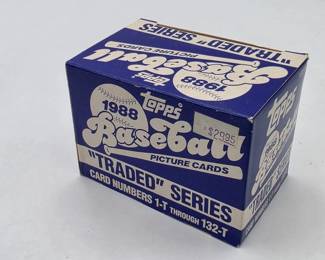 "TRADED" SERIES
PICTURE CARDS
Baseball
1988
topps
topps
1988
$2995
Baseball
PICTURE CARDS
"TRADED" SERIES
CARD NUMBERS 1-T THROUGH 132-T